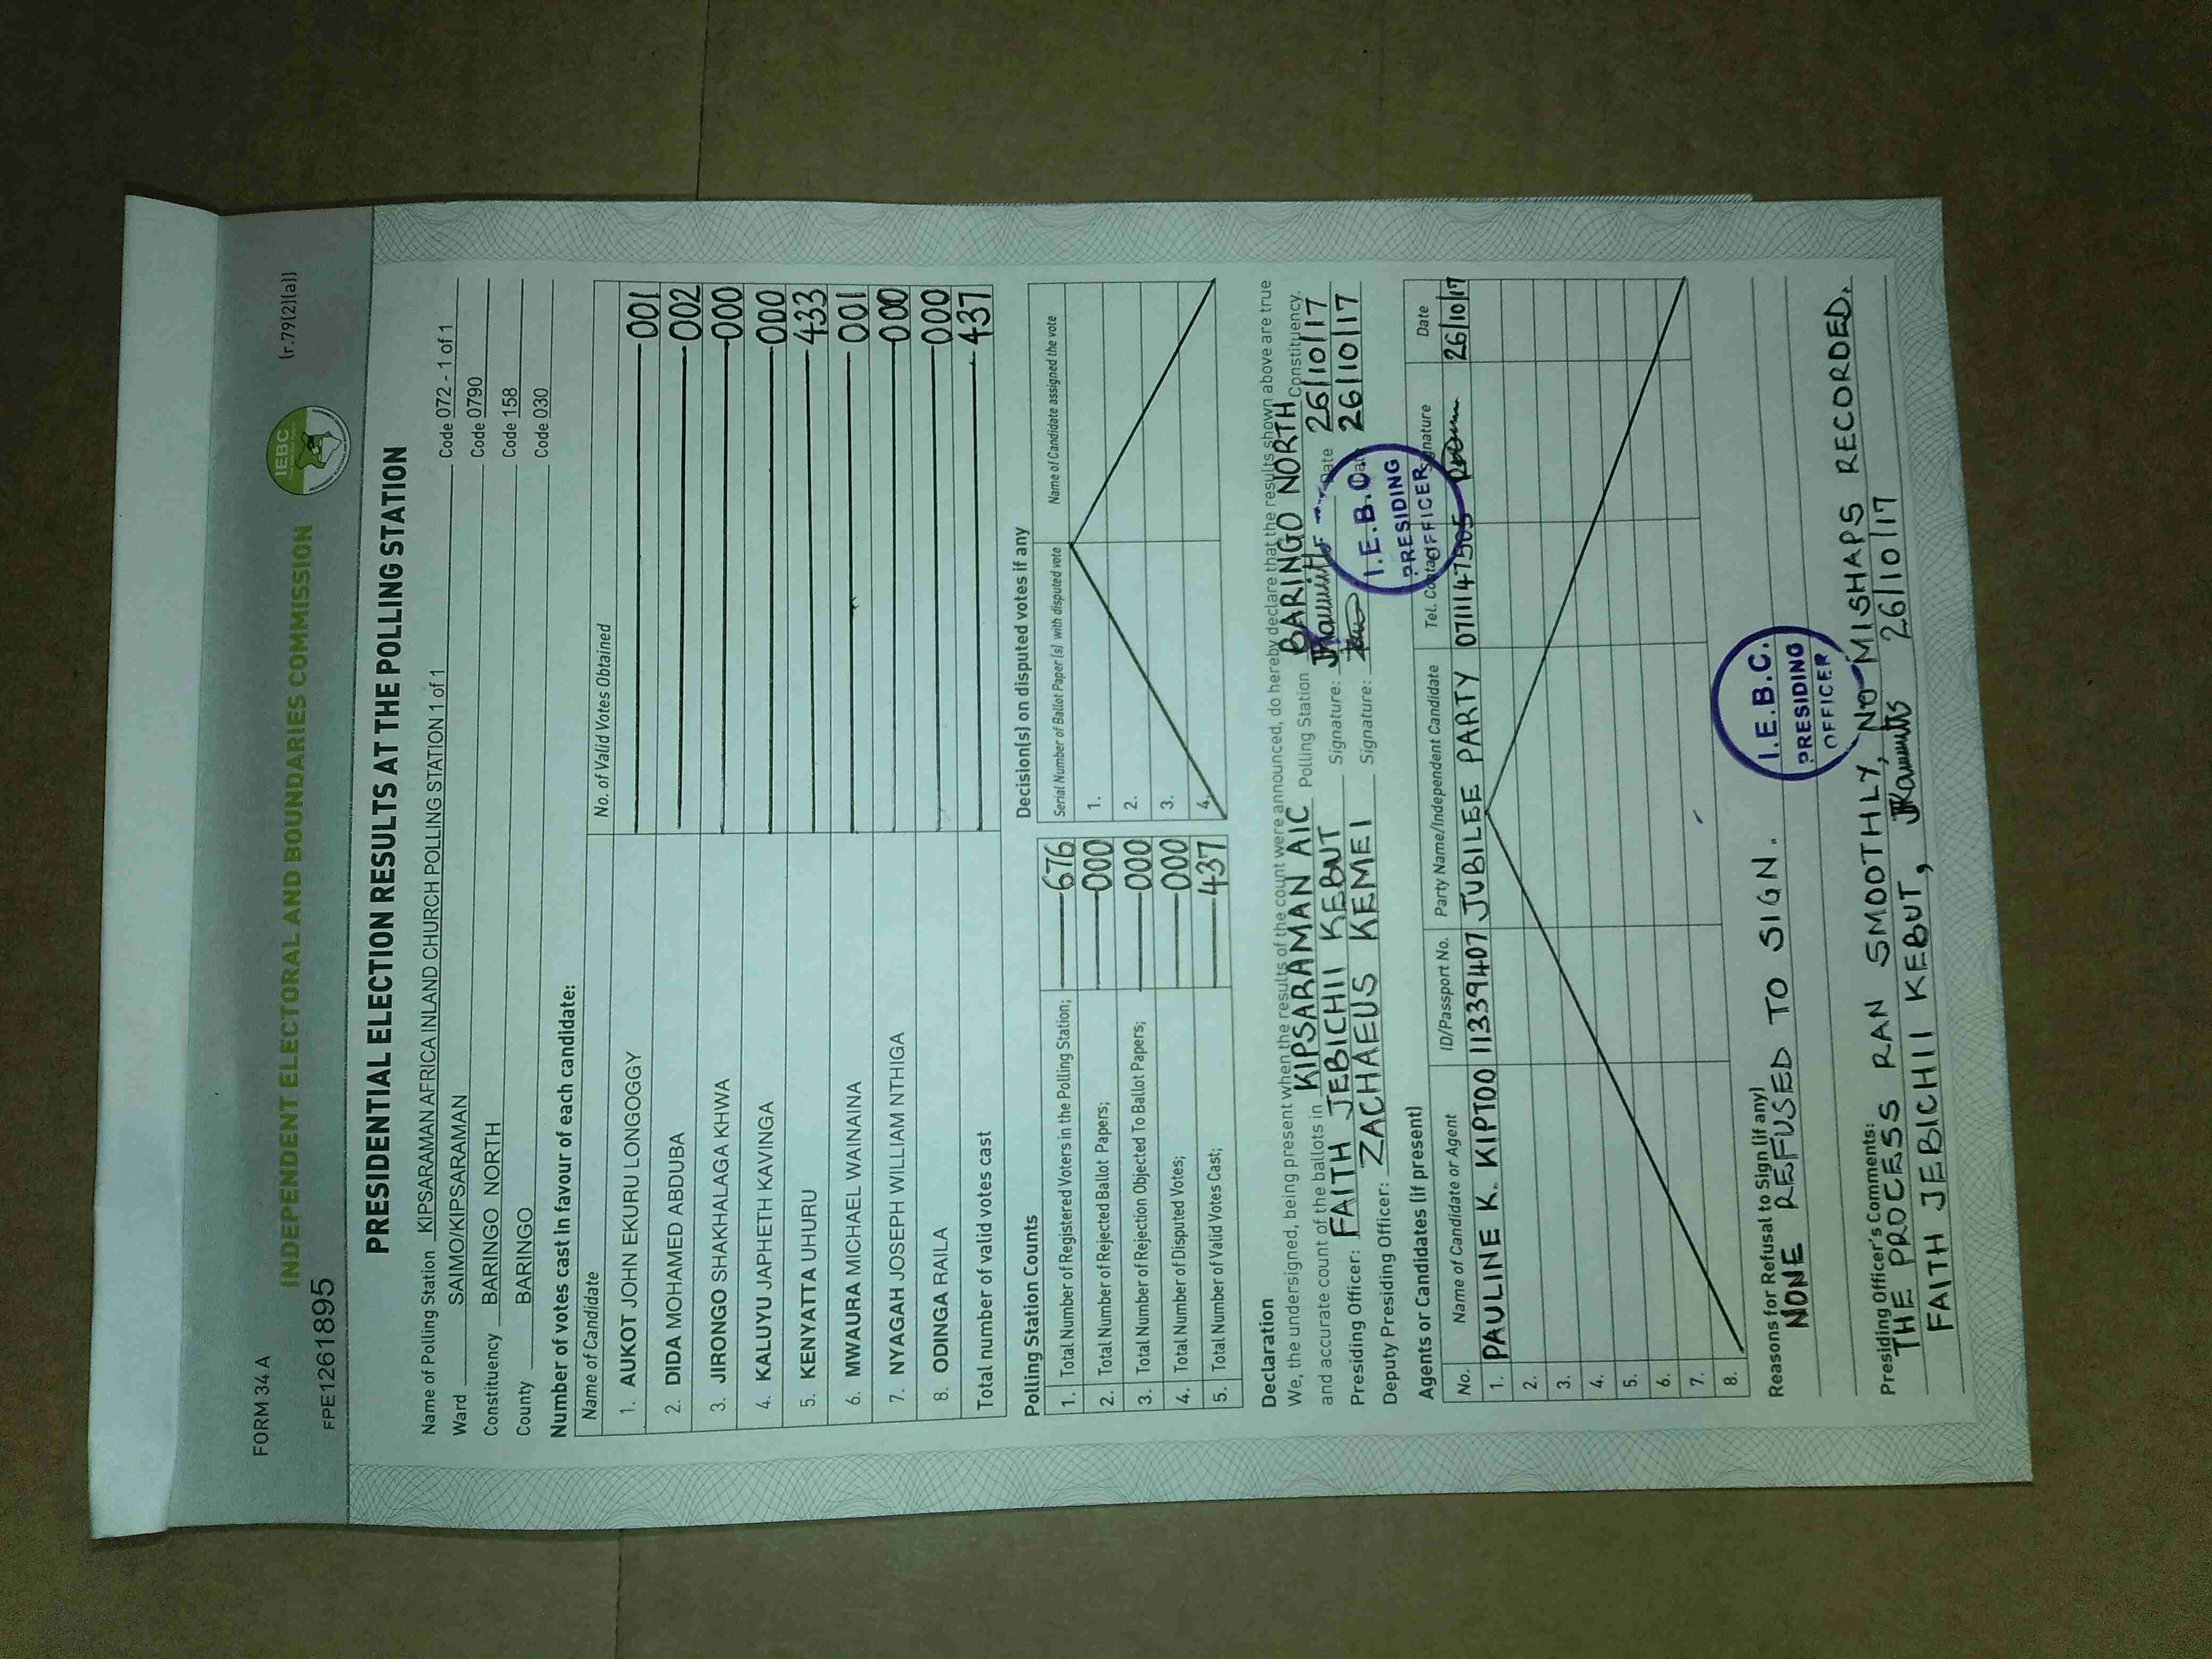 FORM 34 A
(r.79(2)(a))
INDEPENDENT ELECTORAL AND BOUNDARIES COMMISSION
IEBC
FPE12611895
PRESIDENTIAL ELECTION RESULTS AT THE POLLING STATION
Name of Polling Station KIPSARAMAN AFRICA INLAND CHURCH POLLING STATION 1 of 1 Code 072 - 1 of 1
Ward SAIMO/KIPSARAMAN Code 0790
Constituency BARINGO NORTH Code 158
County BARINGO Code 030
Number of votes cast in favour of each candidate:
Name of Candidate No. of Valid Votes Obtained
1. AUKOT JOHN EKURU LONGOGGY 001
2. DIDA MOHAMED ABDUBA 002
3. JIRONGO SHAKHALAGA KHWA 000
4. KALUYU JAPHETH KAVINGA 000
5. KENYATTA UHURU 433
6. MWAURA MICHAEL WAINAINA 001
7. NYAGAH JOSEPH WILLIAM NTHIGA 000
8. ODINGA RAILA 000
Total number of valid votes cast 437
Polling Station Counts
1. Total Number of Registered Voters in the Polling Station; 676
2. Total Number of Rejected Ballot Papers; 000
3. Total Number of Rejection Objected To Ballot Papers; 000
4. Total Number of Disputed Votes; 000
5. Total Number of Valid Votes Cast; 437
Decision(s) on disputed votes if any
Serial Number of Ballot Paper (s) with disputed vote Name of Candidate assigned the vote
1.
2.
3.
4.
Declaration
We, the undersigned, being present when the results of the count were announced, do hereby declare that the results shown above are true
and accurate count of the ballots in KIPSARAMAN AIC Polling Station BARINGO NORTH Constituency.
Presiding Officer: FAITH JEBICHII KEBUT Signature: Date 26/10/17
Deputy Presiding Officer: ZACHAEUS KEMEI Signature: Date 26/10/17
I.E.B.C.
PRESIDING
OFFICER
Agents or Candidates (if present)
No. Name of Candidate or Agent ID/Passport No. Party Name/Independent Candidate Tel. Contact Signature Date
1. PAULINE K. KIPTOO 11339407 JUBILEE PARTY 0711147505 26/10/17
2.
3.
4.
5.
6.
7.
8.
Reasons for Refusal to Sign (if any)
NONE REFUSED TO SIGN.
I.E.B.C.
PRESIDING
OFFICER
Presiding Officer's Comments:
THE PROCESS RAN SMOOTHLY, NO MISHAPS RECORDED.
FAITH JEBICHII KEBUT, 26/10/17